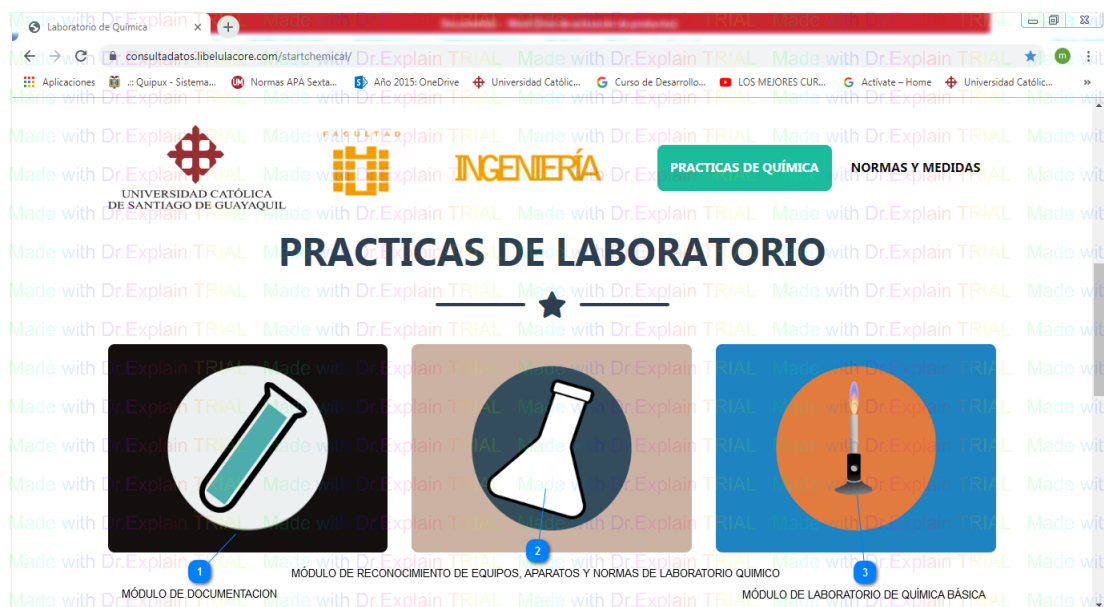 Laboratorio de Química
consultadatos.libelulacore.com/startchemical/
m
Aplicaciones
.:: Quipux - Sistema...
Normas APA Sexta...
Año 2015: OneDrive
Universidad Católic...
Curso de Desarrollo...
LOS MEJORES CUR...
Activate – Home
Universidad Católic...
»
UNIVERSIDAD CATÓLICA
DE SANTIAGO DE GUAYAQUIL
FACULTAD
INGENIERÍA
PRACTICAS DE QUÍMICA
NORMAS Y MEDIDAS
PRACTICAS DE LABORATORIO
1
2
3
MÓDULO DE DOCUMENTACION
MÓDULO DE RECONOCIMIENTO DE EQUIPOS, APARATOS Y NORMAS DE LABORATORIO QUIMICO
MÓDULO DE LABORATORIO DE QUÍMICA BÁSICA
Made with Dr.Explain TRIAL